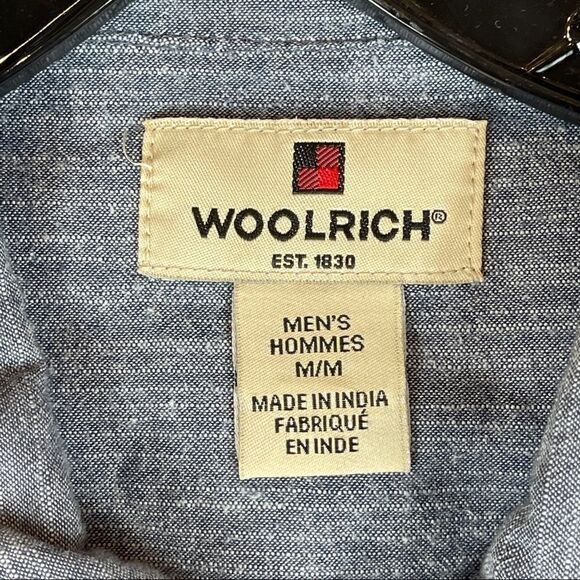 WOOLRICH®
EST. 1830
MEN'S
HOMMES
M/M
MADE IN INDIA
FABRIQUÉ
EN INDE